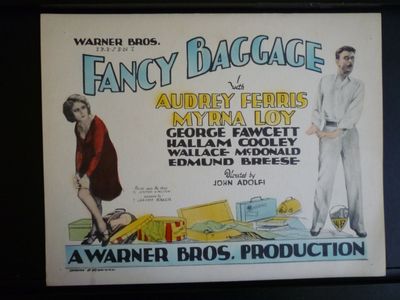 WARNER BROS.
PRESENT
FANCY BAGGAGE
with
AUDREY FERRIS
MYRNA LOY
GEORGE FAWCETT
HALLAM COOLEY
WALLACE McDONALD
EDMUND BREESE
Directed by
JOHN ADOLFI
A WARNER BROS. PRODUCTION